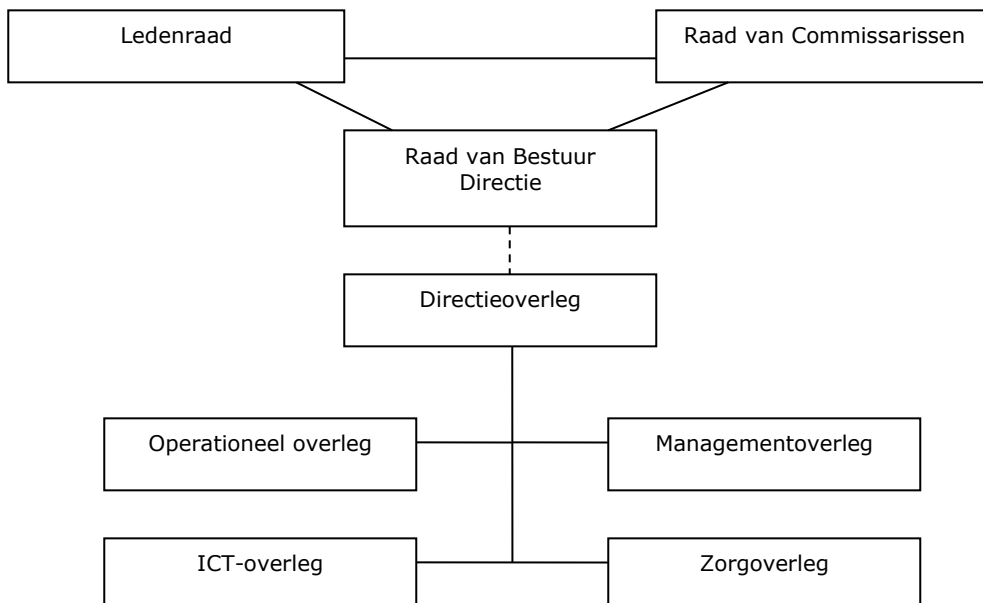 Ledenraad
Raad van Commissarissen
Raad van Bestuur
Directie
Directieoverleg
Operationeel overleg
Managementoverleg
ICT-overleg
Zorgoverleg